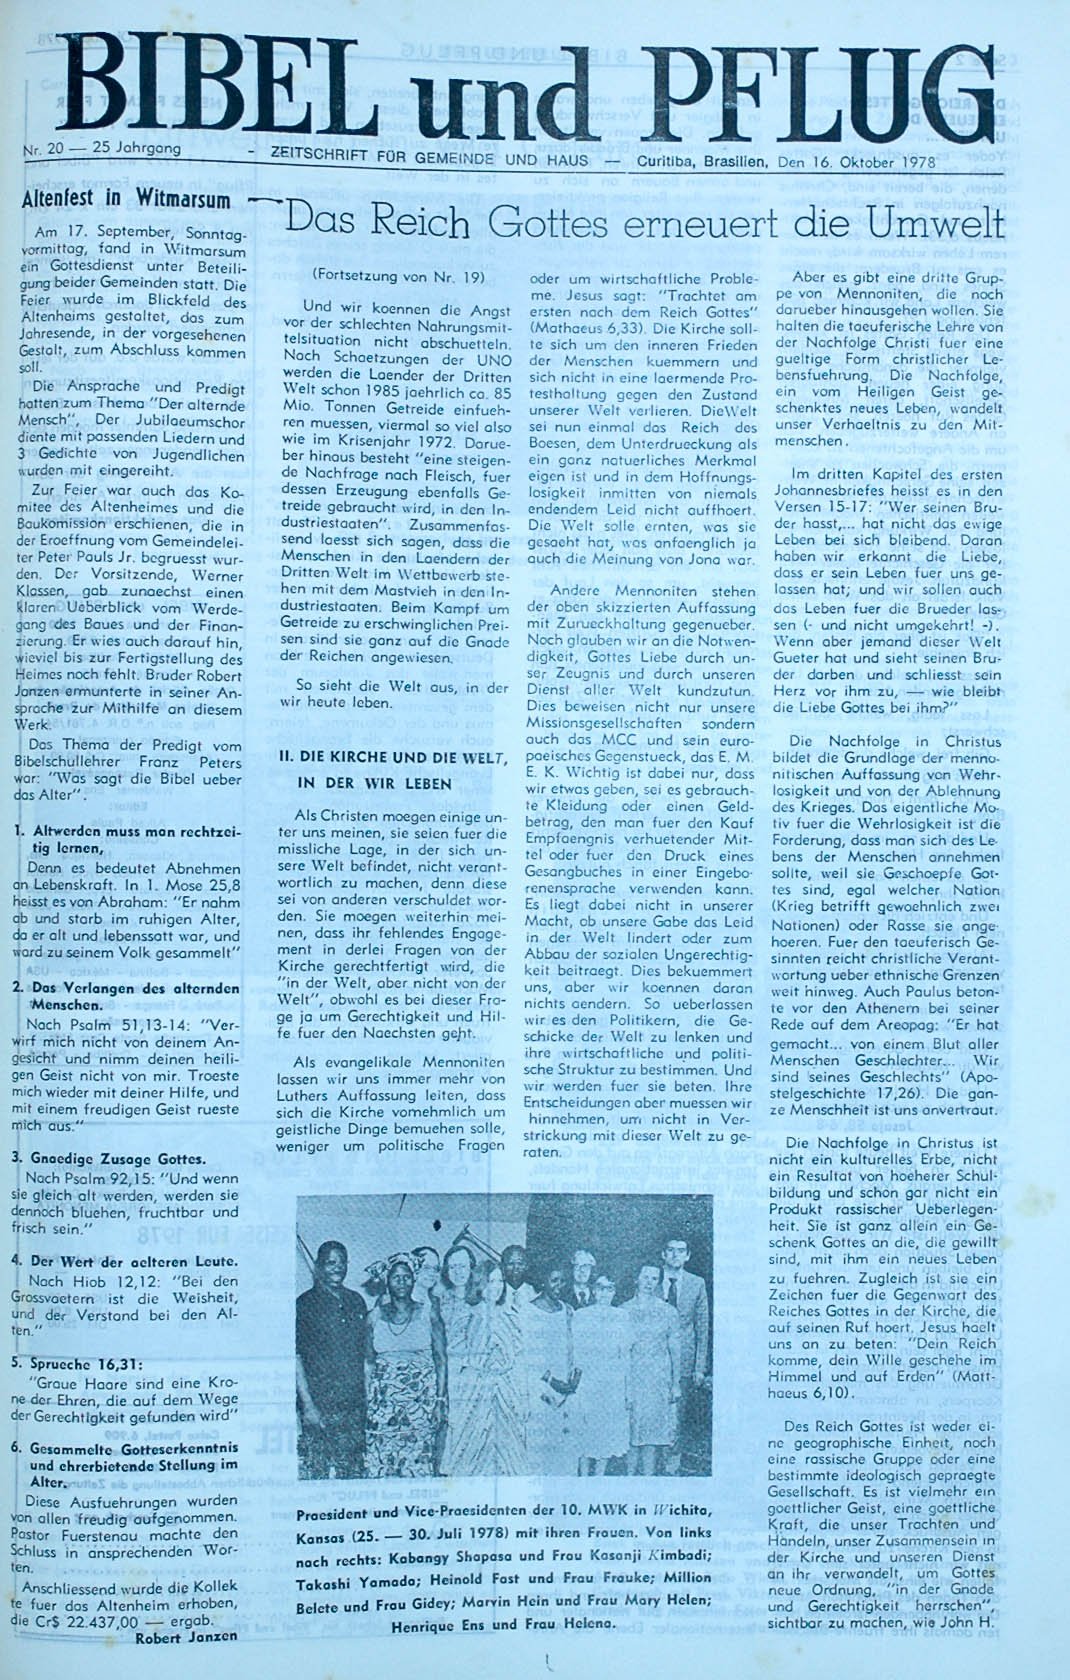 BIBEL und PFLUG
Nr. 20 — 25 Jahrgang - ZEITSCHRIFT FÜR GEMEINDE UND HAUS — Curitiba, Brasilien, Den 16. Oktober 1978
Altenfest in Witmarsum
Am 17. September, Sonntag-
vormittag, fand in Witmarsum
ein Gottesdienst unter Beteili-
gung beider Gemeinden statt. Die
Feier wurde im Blickfeld des
Altenheims gestaltet, das zum
Jahresende, in der vorgesehenen
Gestalt, zum Abschluss kommen
soll.
Die Ansprache und Predigt
hatten zum Thema "Der alternde
Mensch". Der Jubilaeumschor
diente mit passenden Liedern und
3 Gedichte von Jugendlichen
wurden mit eingereiht.
Zur Feier war auch das Ko-
mitee des Altenheimes und die
Baukomission erschienen, die in
der Eroeffnung vom Gemeindelei-
ter Peter Pauls Jr. begruesst wur-
den. Der Vorsitzende, Werner
Klassen, gab zunaechst einen
klaren Ueberblick vom Werde-
gang des Baues und der Finan-
zierung. Er wies auch darauf hin,
wieviel bis zur Fertigstellung des
Heimes noch fehlt. Bruder Robert
Janzen ermunterte in seiner An-
sprache zur Mithilfe an diesem
Werk.
Das Thema der Predigt vom
Bibelschullehrer Franz Peters
war: "Was sagt die Bibel ueber
das Alter".
1. Altwerden muss man rechtzei-
tig lernen,
Denn es bedeutet Abnehmen
an Lebenskraft. In 1. Mose 25,8
heisst es von Abraham: "Er nahm
ab und starb im ruhigen Alter,
da er alt und lebenssatt war, und
ward zu seinem Volk gesammelt"
2. Das Verlangen des alternden
Menschen.
Nach Psalm 51,13-14: "Ver-
wirf mich nicht von deinem An-
gesicht und nimm deinen heili-
gen Geist nicht von mir. Troeste
mich wieder mit deiner Hilfe, und
mit einem freudigen Geist rueste
mich aus."
3. Gnaedige Zusage Gottes.
Nach Psalm 92,15: "Und wenn
sie gleich alt werden, werden sie
dennoch bluehen, fruchtbar und
frisch sein."
4. Der Wert der aelteren Leute.
Nach Hiob 12,12: "Bei den
Grossvaetern ist die Weisheit,
und der Verstand bei den Al-
ten."
5. Sprueche 16,31:
"Graue Haare sind eine Kro-
ne der Ehren, die auf dem Wege
der Gerechtigkeit gefunden wird"
6. Gesammelte Gotteserkenntnis
und ehrerbietende Stellung im
Alter.
Diese Ausfuehrungen wurden
von allen freudig aufgenommen.
Pastor Fuerstenau machte den
Schluss in ansprechenden Wor-
ten.
Anschliessend wurde die Kollek
te fuer das Altenheim erhoben,
die Cr$ 22.437,00 — ergab.
Robert Janzen
Das Reich Gottes erneuert die Umwelt
(Fortsetzung von Nr. 19)
Und wir koennen die Angst
vor der schlechten Nahrungsmit-
telsituation nicht abschuetteln.
Nach Schaetzungen der UNO
werden die Laender der Dritten
Welt schon 1985 jaehrlich ca. 85
Mio. Tonnen Getreide einfueh-
ren muessen, viermal so viel also
wie im Krisenjahr 1972. Darue-
ber hinaus besteht "eine steigen-
de Nachfrage nach Fleisch, fuer
dessen Erzeugung ebenfalls Ge-
treide gebraucht wird, in den In-
dustriestaaten". Zusammenfas-
send laesst sich sagen, dass die
Menschen in den Laendern der
Dritten Welt im Wettbewerb ste-
hen mit dem Mastvieh in den In-
dustriestaaten. Beim Kampf um
Getreide zu erschwinglichen Prei-
sen sind sie ganz auf die Gnade
der Reichen angewiesen.
So sieht die Welt aus, in der
wir heute leben.
II. DIE KIRCHE UND DIE WELT,
IN DER WIR LEBEN
Als Christen moegen einige un-
ter uns meinen, sie seien fuer die
missliche Lage, in der sich un-
sere Welt befindet, nicht verant-
wortlich zu machen, denn diese
sei von anderen verschuldet wor-
den. Sie moegen weiterhin mei-
nen, dass ihr fehlendes Engage-
ment in derlei Fragen von der
Kirche gerechtfertigt wird, die
"in der Welt, aber nicht von der
Welt", obwohl es bei dieser Fra-
ge ja um Gerechtigkeit und Hil-
fe fuer den Naechsten geht.
Als evangelikale Mennoniten
lassen wir uns immer mehr von
Luthers Auffassung leiten, dass
sich die Kirche vornehmlich um
geistliche Dinge bemuehen solle,
weniger um politische Fragen
oder um wirtschaftliche Proble-
me. Jesus sagt: "Trachtet am
ersten nach dem Reich Gottes"
(Mathaeus 6,33). Die Kirche soll-
te sich um den inneren Frieden
der Menschen kuemmern und
sich nicht in eine laermende Pro-
testhaltung gegen den Zustand
unserer Welt verlieren. DieWelt
sei nun einmal das Reich des
Boesen, dem Unterdrueckung als
ein ganz natuerliches Merkmal
eigen ist und in dem Hoffnungs-
losigkeit inmitten von niemals
endendem Leid nicht auffhoert.
Die Welt solle ernten, was sie
gesaeht hat, was anfaenglich ja
auch die Meinung von Jona war.
Andere Mennoniten stehen
der oben skizzierten Auffassung
mit Zurueckhaltung gegenueber.
Noch glauben wir an die Notwen-
digkeit, Gottes Liebe durch un-
ser Zeugnis und durch unseren
Dienst aller Welt kundzutun.
Dies beweisen nicht nur unsere
Missionsgesellschaften sondern
auch das MCC und sein euro-
paeisches Gegenstueck, das E. M.
E. K. Wichtig ist dabei nur, dass
wir etwas geben, sei es gebrauch-
te Kleidung oder einen Geld-
betrag, den man fuer den Kauf
Empfaengnis verhuetender Mit-
tel oder fuer den Druck eines
Gesangbuches in einer Eingebo-
renensprache verwenden kann.
Es liegt dabei nicht in unserer
Macht, ob unsere Gabe das Leid
in der Welt lindert oder zum
Abbau der sozialen Ungerechtig-
keit beitraegt. Dies bekuemmert
uns, aber wir koennen daran
nichts aendern. So ueberlassen
wir es den Politikern, die Ge-
schicke der Welt zu lenken und
ihre wirtschaftliche und politi-
sche Struktur zu bestimmen. Und
wir werden fuer sie beten. Ihre
Entscheidungen aber muessen wir
hinnehmen, um nicht in Ver-
strickung mit dieser Welt zu ge-
raten.
Aber es gibt eine dritte Grup-
pe von Mennoniten, die noch
darueber hinausgehen wollen. Sie
halten die taeuferische Lehre von
der Nachfolge Christi fuer eine
gueltige Form christlicher Le-
bensfuehrung. Die Nachfolge,
ein vom Heiligen Geist ge-
schenktes neues Leben, wandelt
unser Verhaeltnis zu den Mit-
menschen.
Im dritten Kapitel des ersten
Johannesbriefes heisst es in den
Versen 15-17: "Wer seinen Bru-
der hasst,... hat nicht das ewige
Leben bei sich bleibend. Daran
haben wir erkannt die Liebe,
dass er sein Leben fuer uns ge-
lassen hat; und wir sollen auch
das Leben fuer die Brueder las-
sen (- und nicht umgekehrt! -).
Wenn aber jemand dieser Welt
Gueter hat und sieht seinen Bru-
der darben und schliesst sein
Herz vor ihm zu, — wie bleibt
die Liebe Gottes bei ihm?"
Die Nachfolge in Christus
bildet die Grundlage der menno-
nitischen Auffassung von Wehr-
losigkeit und von der Ablehnung
des Krieges. Das eigentliche Mo-
tiv fuer die Wehrlosigkeit ist die
Forderung, dass man sich des Le-
bens der Menschen annehmen
sollte, weil sie Geschoepfe Got-
tes sind, egal welcher Nation
(Krieg betrifft gewoehnlich zwei
Nationen) oder Rasse sie ange-
hoeren. Fuer den taeuferisch Ge-
sinnten reicht christliche Verant-
wortung ueber ethnische Grenzen
weit hinweg. Auch Paulus beton-
te vor den Athenern bei seiner
Rede auf dem Areopag: "Er hat
gemacht... von einem Blut aller
Menschen Geschlechter... Wir
sind seines Geschlechts" (Apo-
stelgeschichte 17,26). Die gan-
ze Menschheit ist uns anvertraut.
Die Nachfolge in Christus ist
nicht ein kulturelles Erbe, nicht
ein Resultat von hoeherer Schul-
bildung und schon gar nicht ein
Produkt rassischer Ueberlegen-
heit. Sie ist ganz allein ein Ge-
schenk Gottes an die, die gewillt
sind, mit ihm ein neues Leben
zu fuehren. Zugleich ist sie ein
Zeichen fuer die Gegenwart des
Reiches Gottes in der Kirche, die
auf seinen Ruf hoert. Jesus haelt
uns an zu beten: "Dein Reich
komme, dein Wille geschehe im
Himmel und auf Erden" (Matt-
haeus 6,10).
Des Reich Gottes ist weder ei-
ne geographische Einheit, noch
eine rassische Gruppe oder eine
bestimmte ideologisch gepraegte
Gesellschaft. Es ist vielmehr ein
goettlicher Geist, eine goettliche
Kraft, die unser Trachten und
Handeln, unser Zusammensein in
der Kirche und unseren Dienst
an ihr verwandelt, um Gottes
neue Ordnung, "in der Gnade
und Gerechtigkeit herrschen",
sichtbar zu machen, wie John H.
Praesident und Vice-Praesidenten der 10. MWK in Wichita,
Kansas (25. — 30. Juli 1978) mit ihren Frauen. Von links
nach rechts: Kabangy Shapasa und Frau Kasanji Kimbadi;
Takashi Yamada; Heinold Fast und Frau Frauke; Million
Belete und Frau Gidey; Marvin Hein und Frau Mary Helen;
Henrique Ens und Frau Helena.